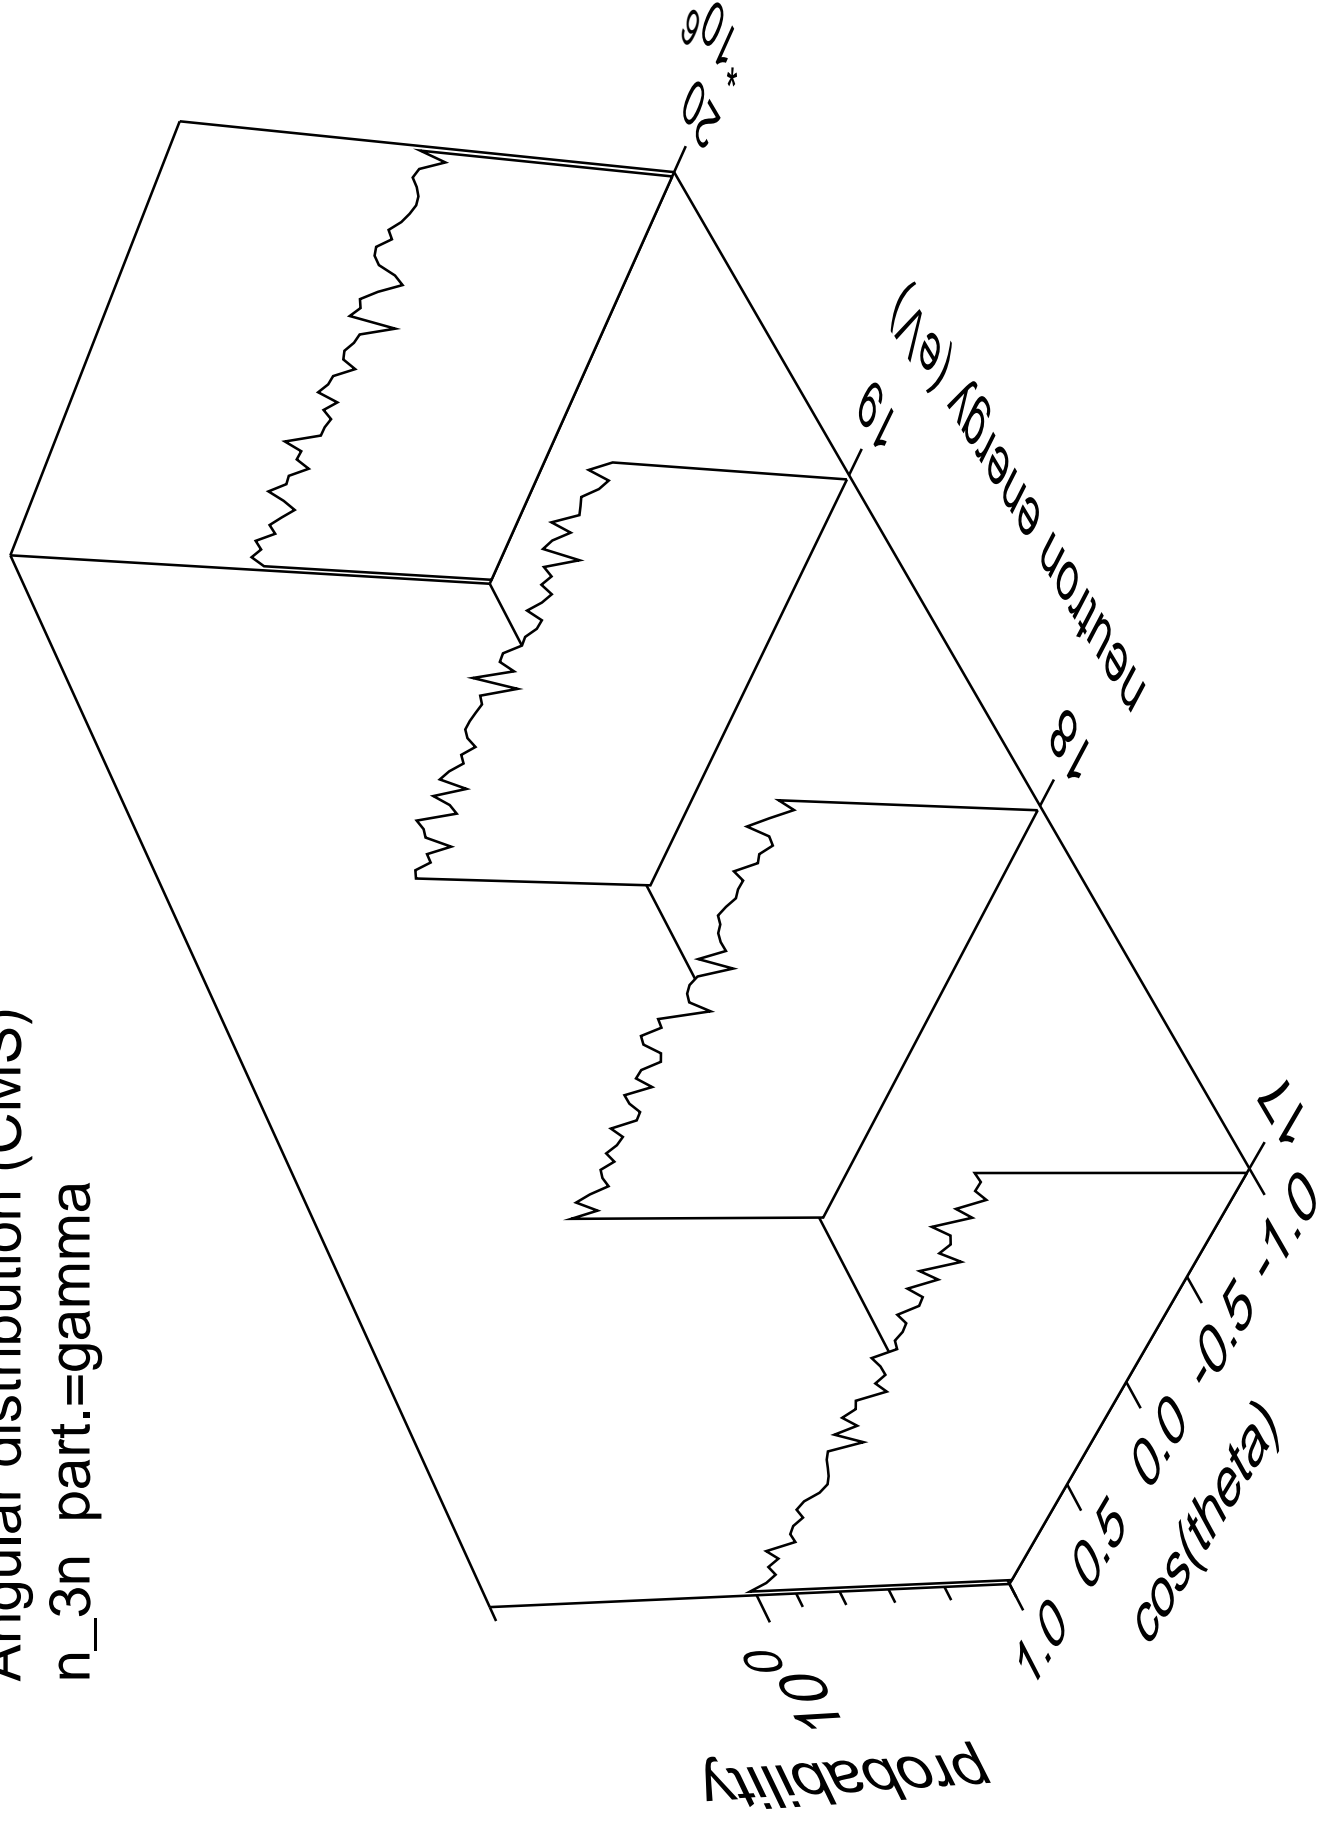 Angular distribution (CMS)
n_3n part.=gamma
probability
10^0
1.0
0.5
0.0
-0.5
-1.0
cos(theta)
17
18
19
20
*10^6
neutron energy (eV)